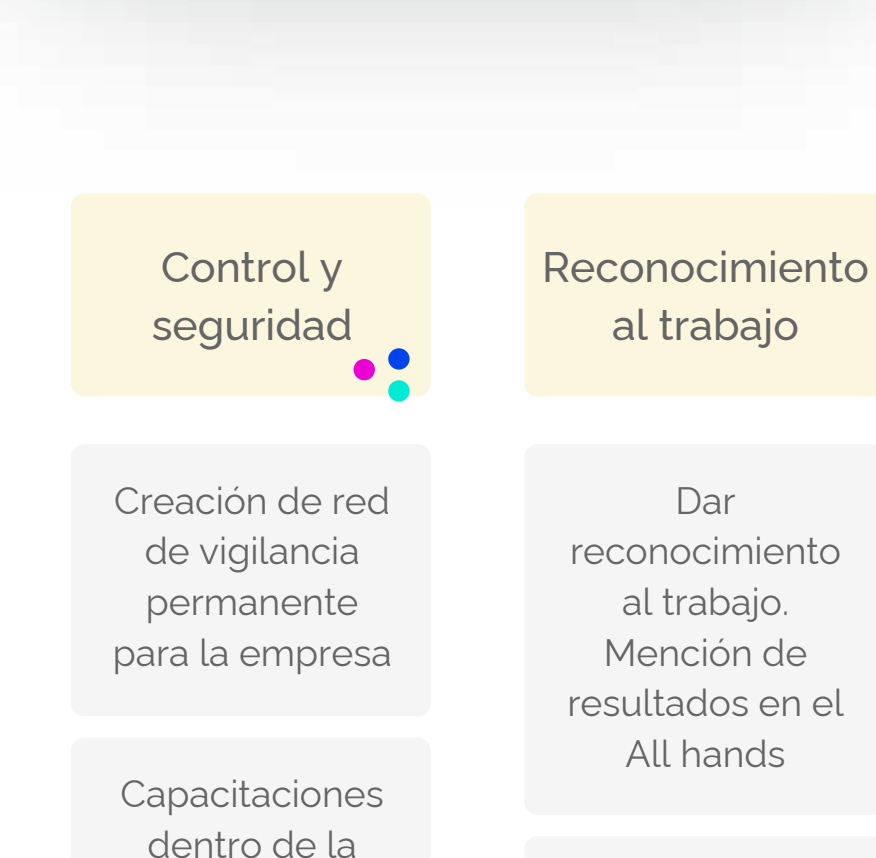 Control y
seguridad
Reconocimiento
al trabajo
Creación de red
de vigilancia
permanente
para la empresa
Dar
reconocimiento
al trabajo.
Mención de
resultados en el
All hands
Capacitaciones
dentro de la